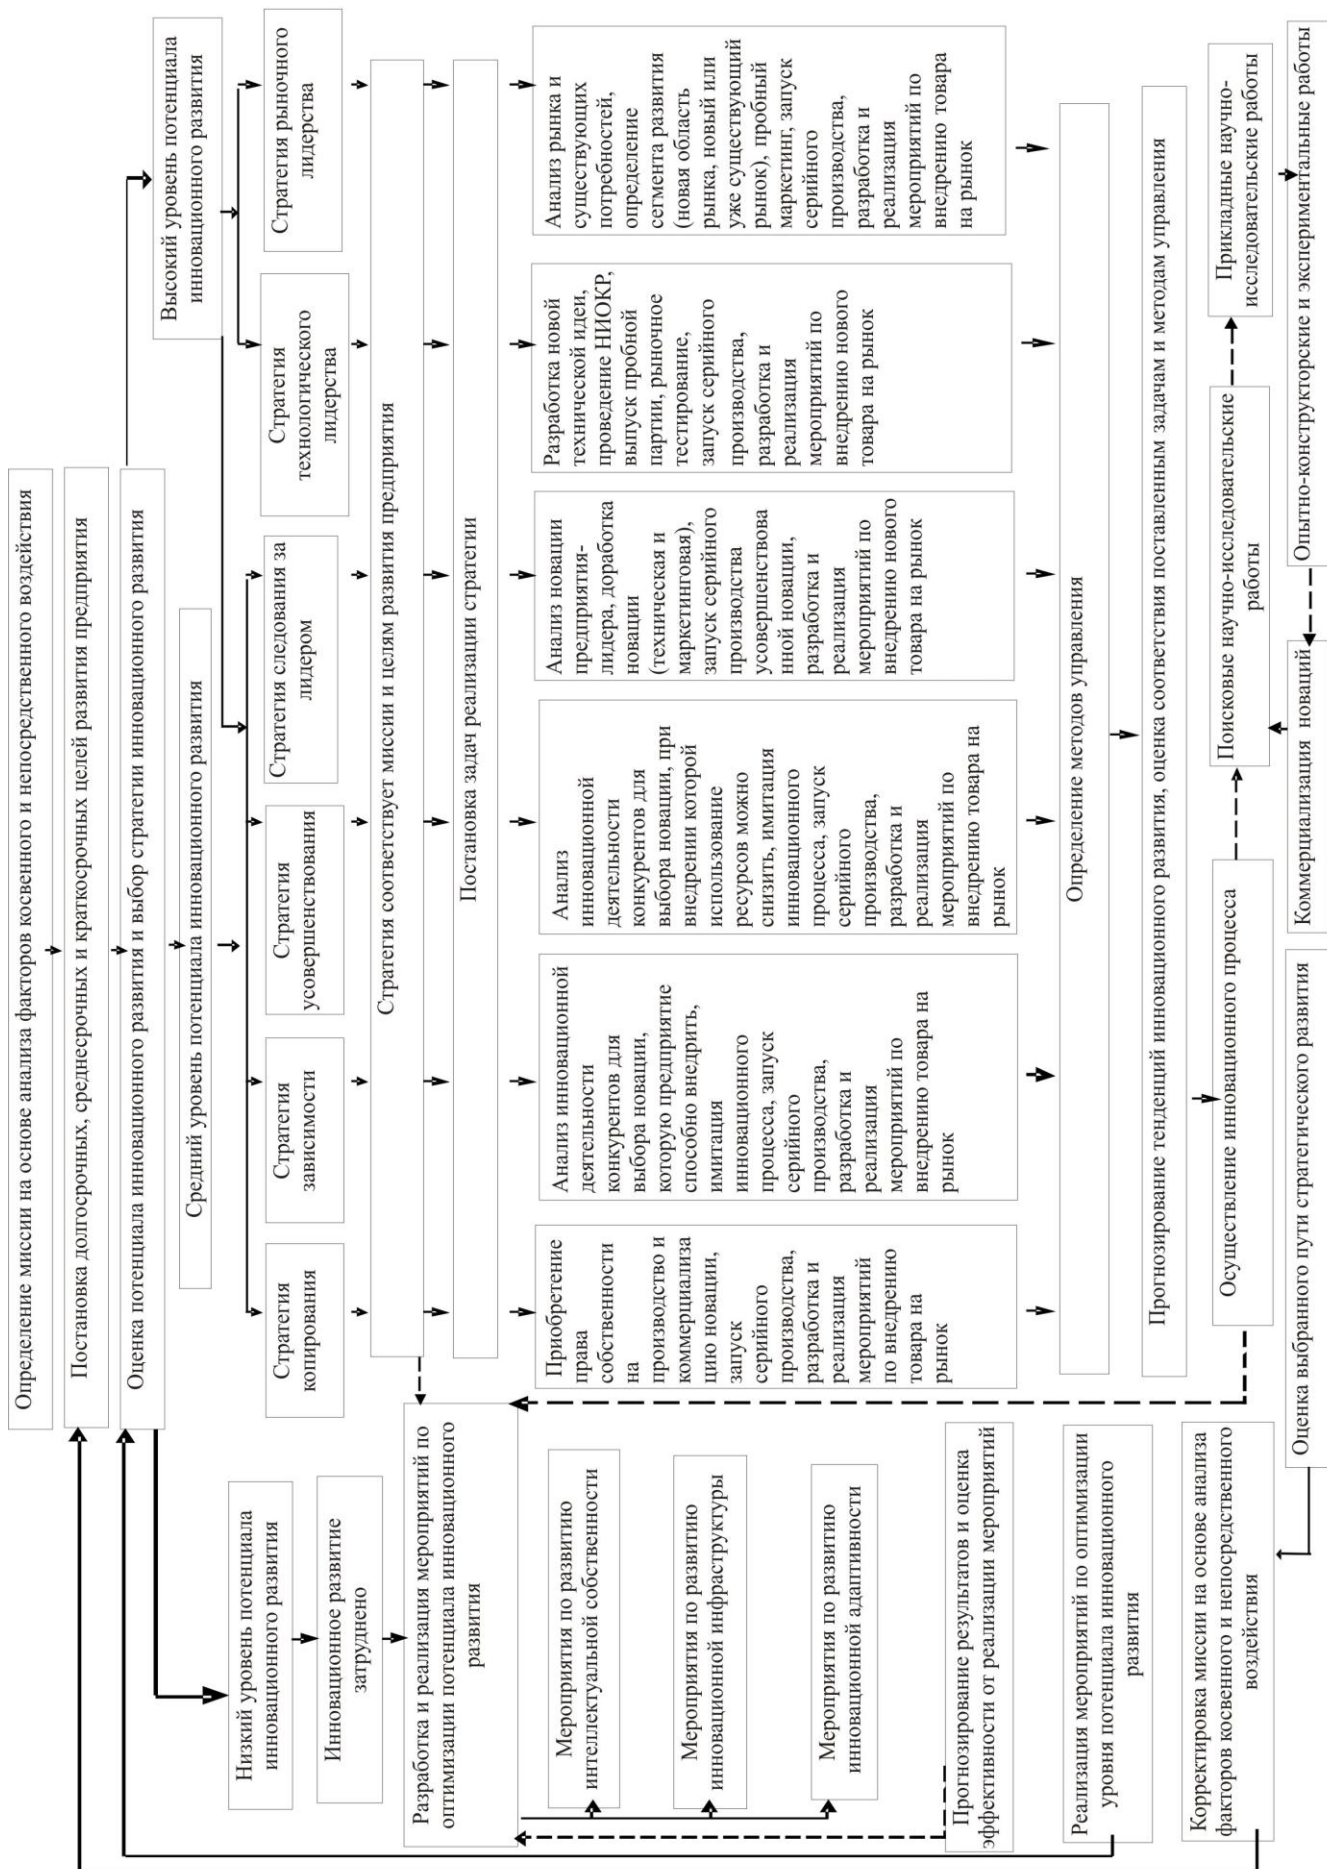 Определение миссии на основе анализа факторов косвенного и непосредственного воздействия
Постановка долгосрочных, среднесрочных и краткосрочных целей развития предприятия
Оценка потенциала инновационного развития и выбор стратегии инновационного развития
Низкий уровень потенциала
инновационного развития
Средний уровень потенциала инновационного развития
Высокий уровень потенциала
инновационного развития
Инновационное развитие
затруднено
Стратегия
копирования
Стратегия
зависимости
Стратегия
усовершенствования
Стратегия следования за
лидером
Стратегия
технологического
лидерства
Стратегия рыночного
лидерства
Стратегия соответствует миссии и целям развития предприятия
Разработка и реализация мероприятий по
оптимизации потенциала инновационного
развития
Постановка задач реализации стратегии
Мероприятия по развитию
интеллектуальной собственности
Мероприятия по развитию
инновационной инфраструктуры
Мероприятия по развитию
инновационной адаптивности
Приобретение
права
собственности
на
производство и
коммерциализа
цию новации,
запуск
серийного
производства,
разработка и
реализация
мероприятий
по внедрению
товара на
рынок
Анализ инновационной
деятельности
конкурентов для
выбора новации,
которую предприятие
способно внедрить,
имитация
инновационного
процесса, запуск
серийного
производства,
разработка и
реализация
мероприятий по
внедрению товара на
рынок
Анализ
инновационной
деятельности
конкурентов для
выбора новации, при
внедрении которой
использование
ресурсов можно
снизить, имитация
инновационного
процесса, запуск
серийного
производства,
разработка и
реализация
мероприятий по
внедрению товара на
рынок
Анализ новации
предприятия-
лидера, доработка
новации
(техническая и
маркетинговая),
запуск серийного
производства
усовершенствова
нной новации,
разработка и
реализация
мероприятий по
внедрению нового
товара на рынок
Разработка новой
технической идеи,
проведение НИОКР,
выпуск пробной
партии, рыночное
тестирование,
запуск серийного
производства,
разработка и
реализация
мероприятий по
внедрению нового
товара на рынок
Анализ рынка и
существующих
потребностей,
определение
сегмента развития
(новая область
рынка, новый или
уже существующий
рынок), пробный
маркетинг, запуск
серийного
производства,
разработка и
реализация
мероприятий по
внедрению товара
на рынок
Прогнозирование результатов и оценка
эффективности от реализации мероприятий
Определение методов управления
Реализация мероприятий по оптимизации
уровня потенциала инновационного
развития
Прогнозирование тенденций инновационного развития, оценка соответствия поставленным задачам и методам управления
Корректировка миссии на основе анализа
факторов косвенного и непосредственного
воздействия
Осуществление инновационного процесса
Поисковые научно-исследовательские
работы
Прикладные научно-
исследовательские работы
Оценка выбранного пути стратегического развития
Коммерциализация новаций
Опытно-конструкторские и экспериментальные работы